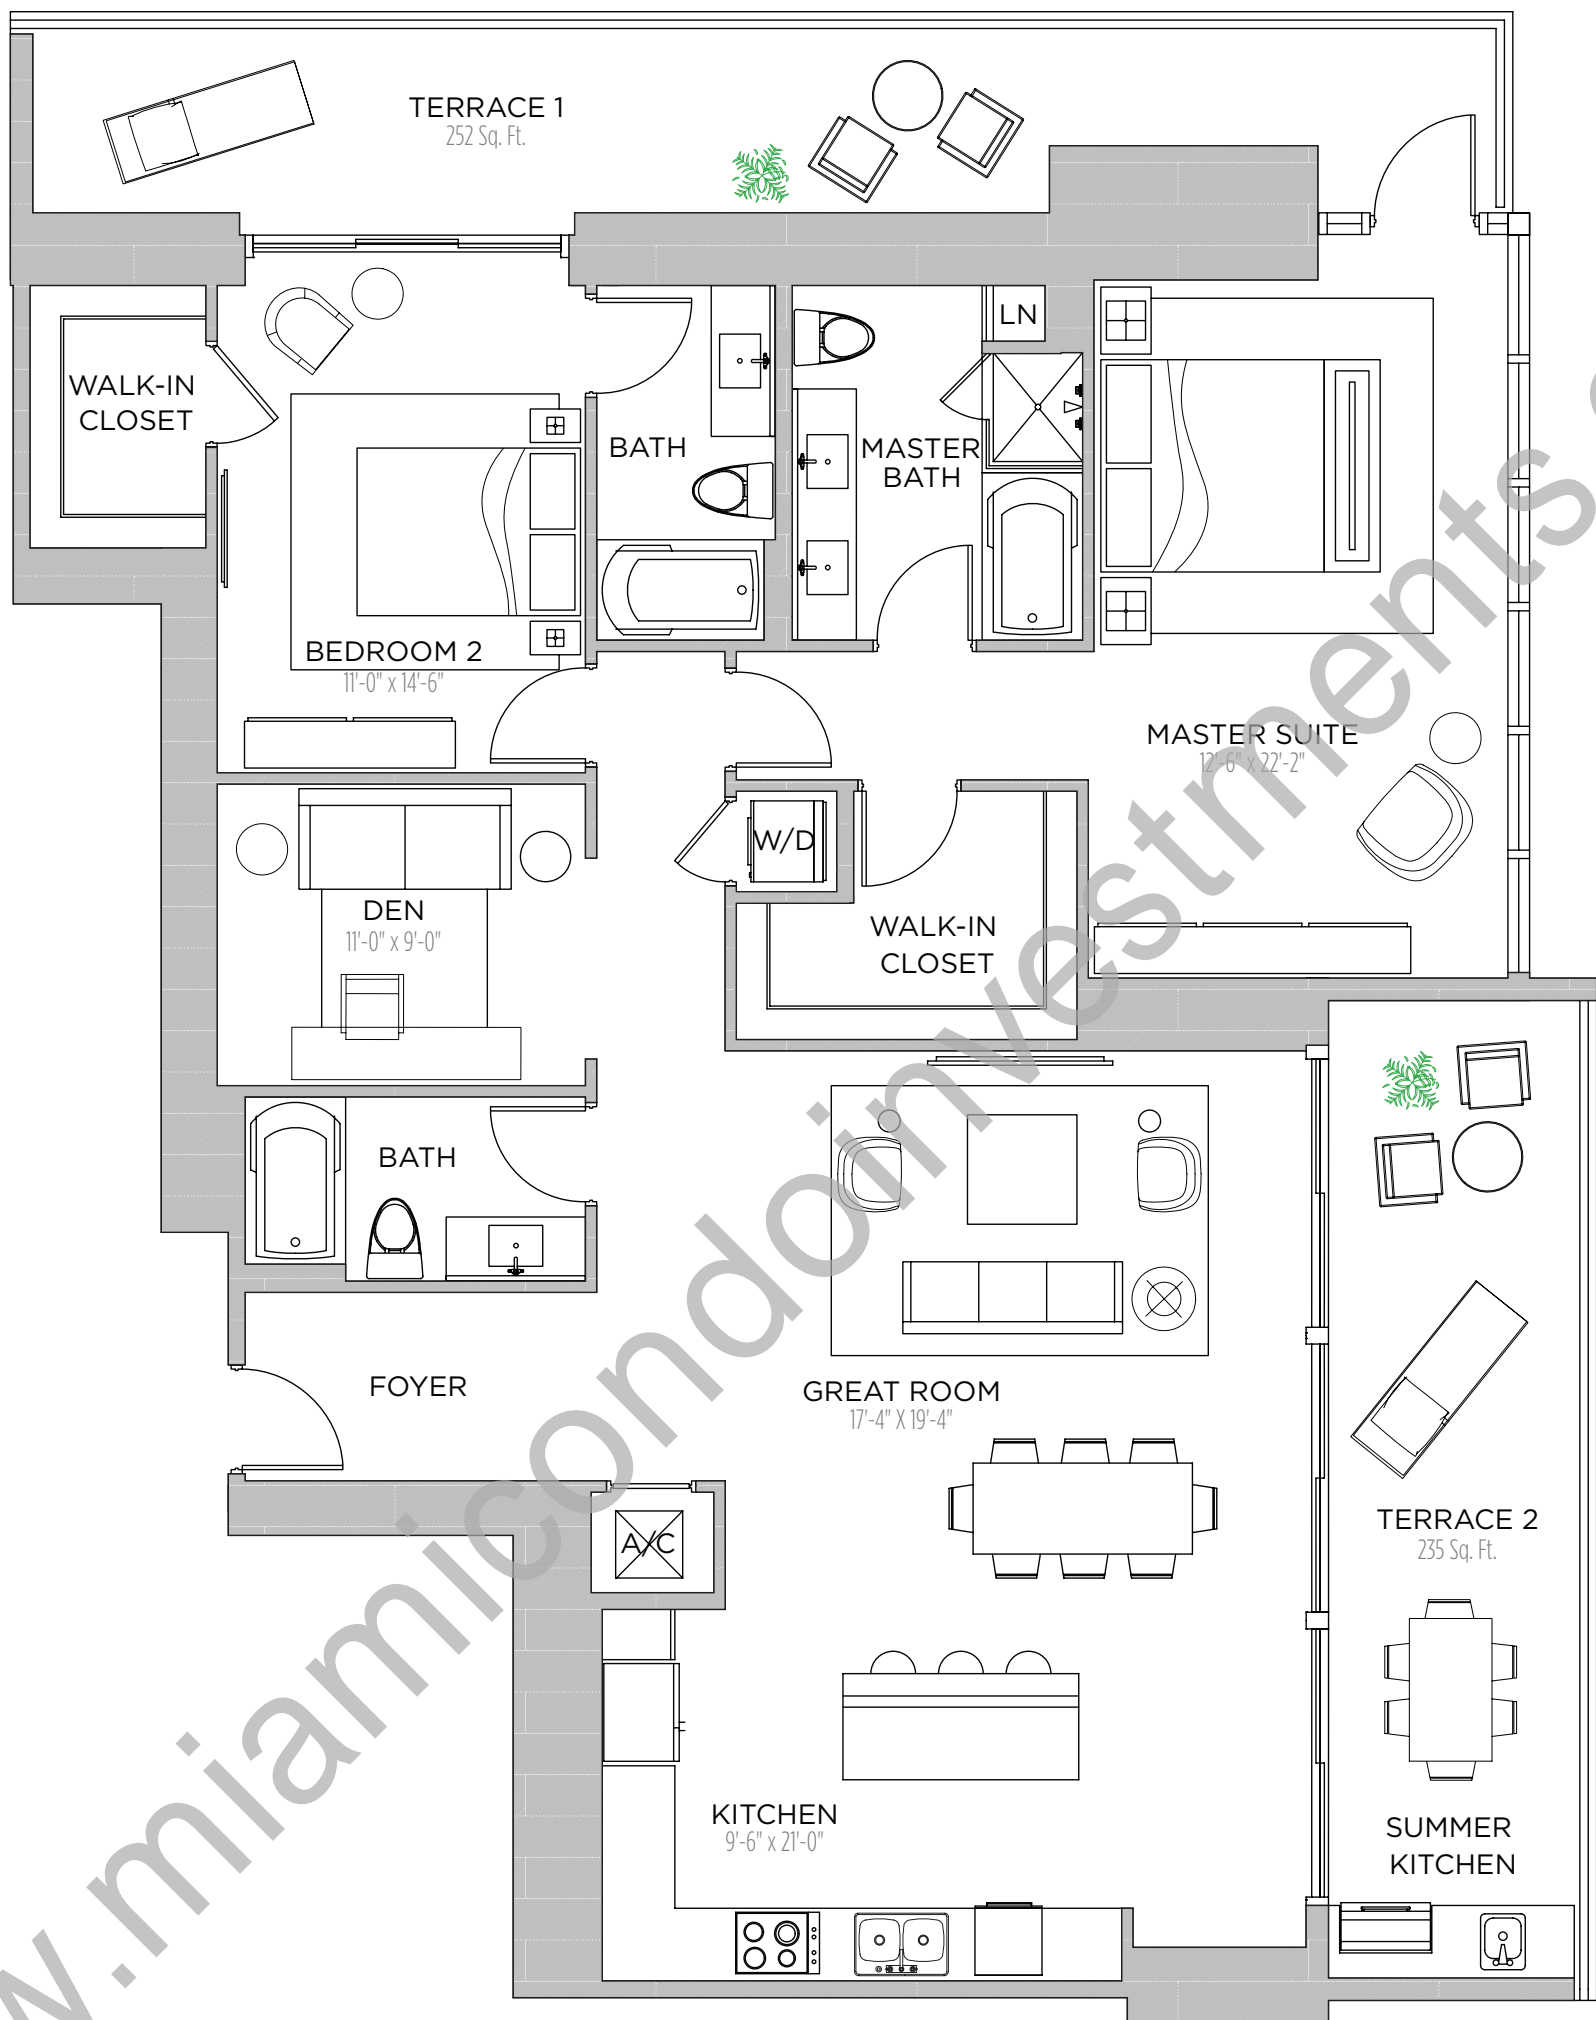 TERRACE 1
252 Sq. Ft.
LN
WALK-IN
CLOSET
BATH
MASTER
BATH
BEDROOM 2
11'-0" x 14'-6"
MASTER SUITE
12'-6" x 22'-2"
W/D
DEN
11'-0" x 9'-0"
WALK-IN
CLOSET
BATH
FOYER
GREAT ROOM
17'-4" X 19'-4"
A/C
TERRACE 2
235 Sq. Ft.
KITCHEN
9'-6" x 21'-0"
SUMMER
KITCHEN
w.miamicondoinvestments.